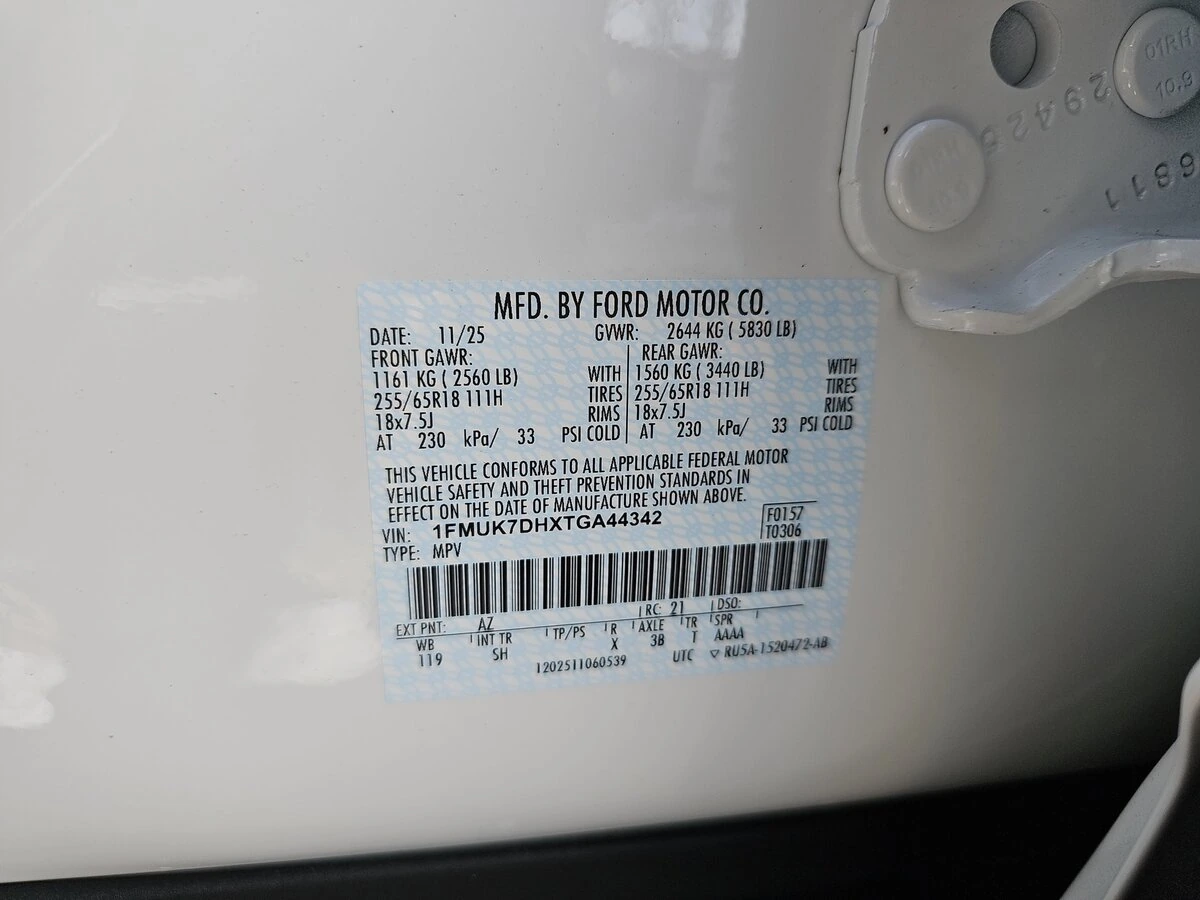 01RH
10.9
29425
6811
MFD. BY FORD MOTOR CO.
DATE: 11/25 GVWR: 2644 KG ( 5830 LB)
FRONT GAWR: REAR GAWR:
1161 KG ( 2560 LB) WITH 1560 KG ( 3440 LB) WITH
255/65R18 111H TIRES 255/65R18 111H TIRES
18x7.5J RIMS 18x7.5J RIMS
AT 230 kPa/ 33 PSI COLD AT 230 kPa/ 33 PSI COLD
THIS VEHICLE CONFORMS TO ALL APPLICABLE FEDERAL MOTOR
VEHICLE SAFETY AND THEFT PREVENTION STANDARDS IN
EFFECT ON THE DATE OF MANUFACTURE SHOWN ABOVE.
VIN: 1FMUK7DHXTGA44342 F0157
TYPE: MPV T0306
EXT PNT: AZ RC: 21 DSO:
WB INT TR TP/PS R AXLE TR SPR
119 SH X 3B T AAAA
1202511060539 UTC ▽ RU5A-1520472-AB